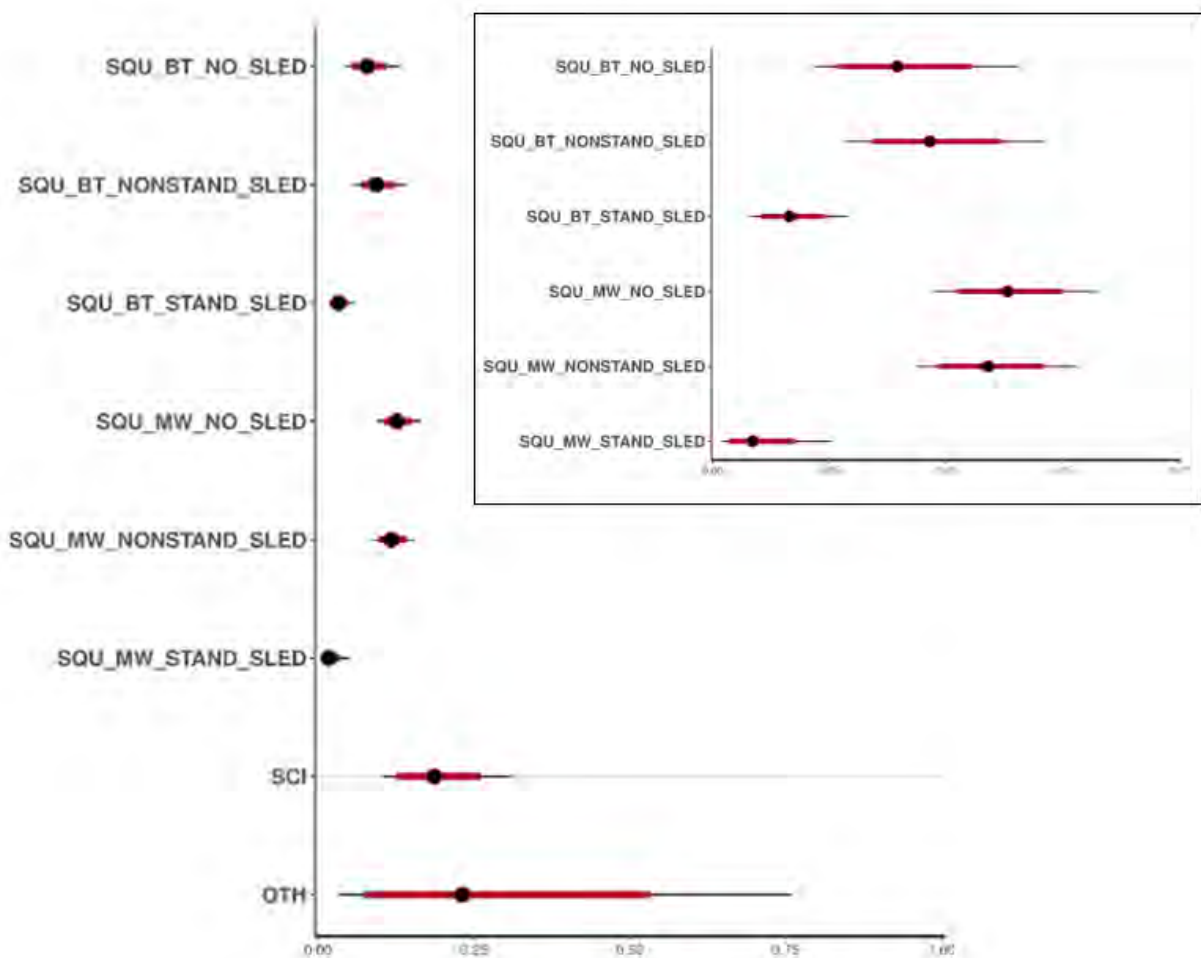 SQU_BT_NO_SLED
SQU_BT_NONSTAND_SLED
SQU_BT_STAND_SLED
SQU_MW_NO_SLED
SQU_MW_NONSTAND_SLED
SQU_MW_STAND_SLED
SCI
OTH
0.00 0.25 0.50 0.75 1.00
SQU_BT_NO_SLED
SQU_BT_NONSTAND_SLED
SQU_BT_STAND_SLED
SQU_MW_NO_SLED
SQU_MW_NONSTAND_SLED
SQU_MW_STAND_SLED
0.00